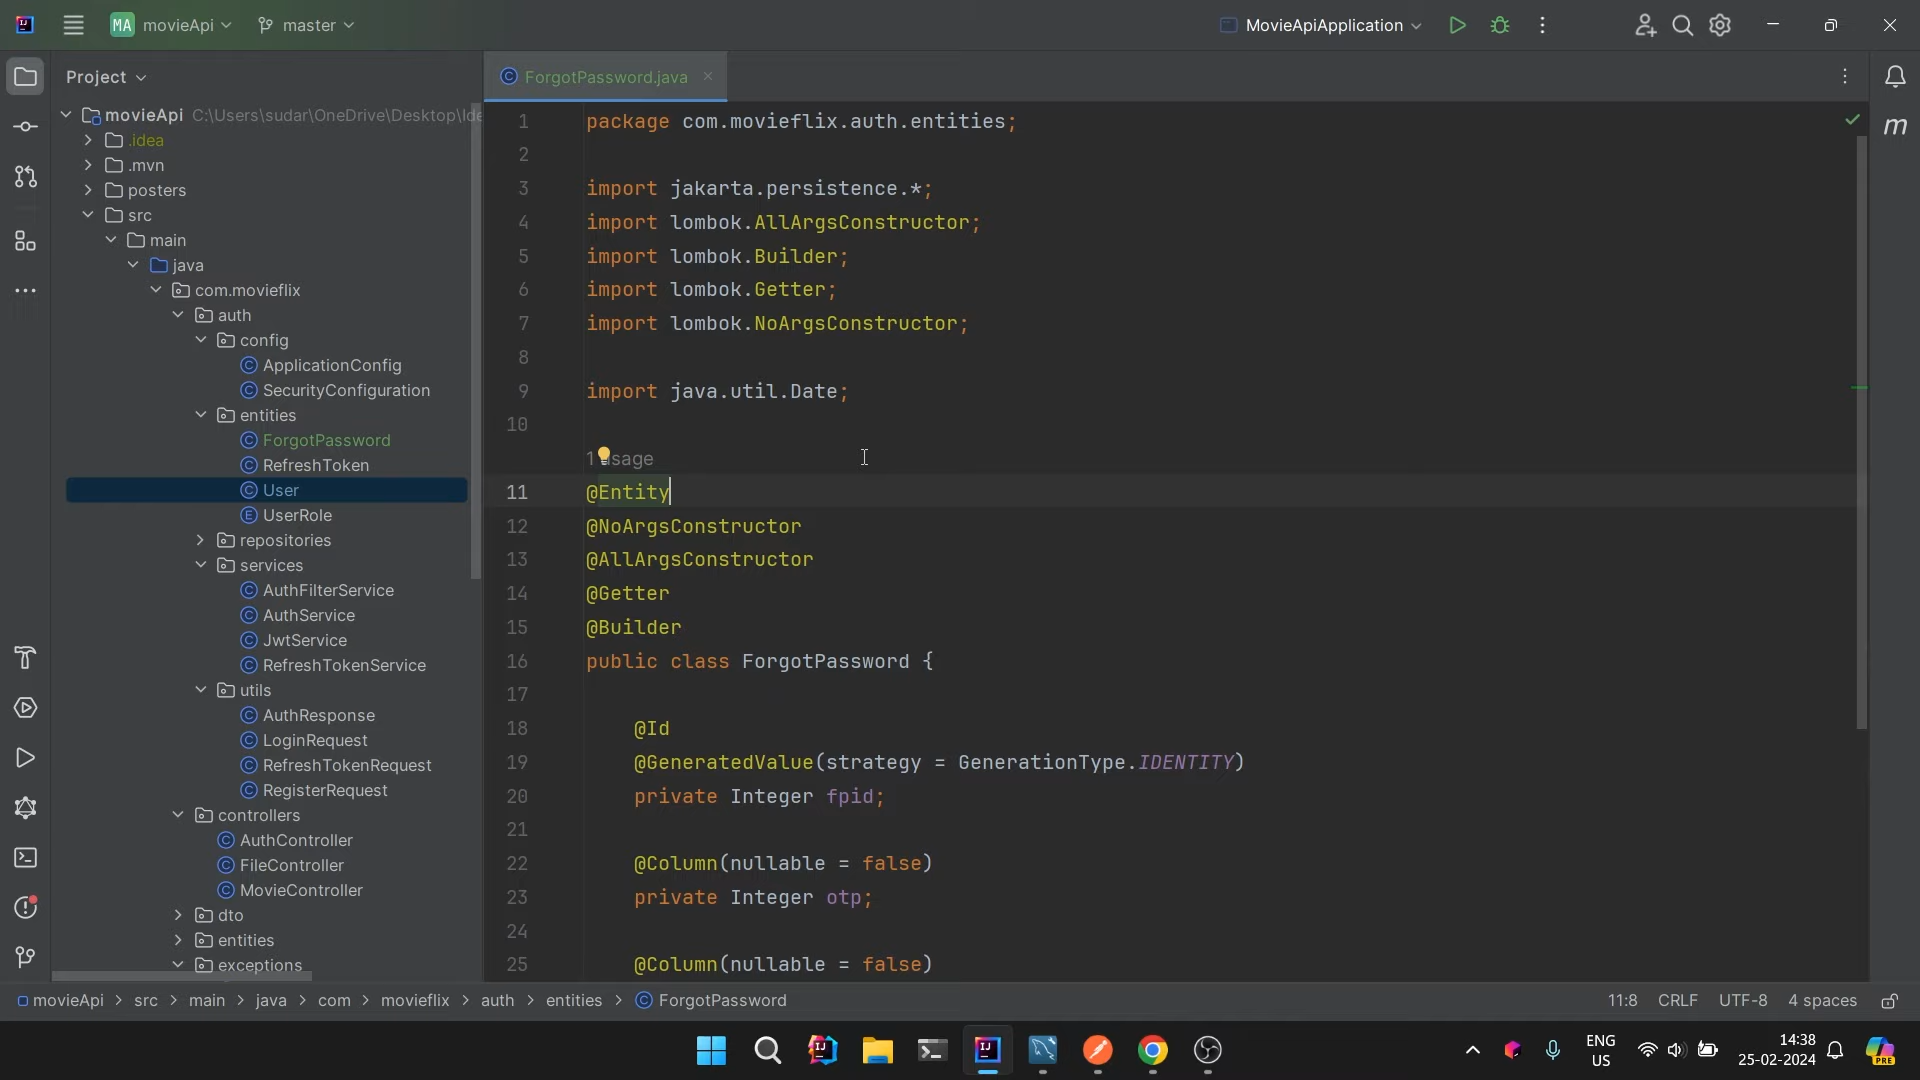 MA movieApi
master
MovieApiApplication
Project
movieApi C:\Users\sudar\OneDrive\Desktop\Ide
.idea
.mvn
posters
src
main
java
com.movieflix
auth
config
ApplicationConfig
SecurityConfiguration
entities
ForgotPassword
RefreshToken
User
UserRole
repositories
services
AuthFilterService
AuthService
JwtService
RefreshTokenService
utils
AuthResponse
LoginRequest
RefreshTokenRequest
RegisterRequest
controllers
AuthController
FileController
MovieController
dto
entities
exceptions
ForgotPassword.java
1 package com.movieflix.auth.entities;
2
3 import jakarta.persistence.*;
4 import lombok.AllArgsConstructor;
5 import lombok.Builder;
6 import lombok.Getter;
7 import lombok.NoArgsConstructor;
8
9 import java.util.Date;
10
1 usage
11 @Entity
12 @NoArgsConstructor
13 @AllArgsConstructor
14 @Getter
15 @Builder
16 public class ForgotPassword {
17
18 @Id
19 @GeneratedValue(strategy = GenerationType.IDENTITY)
20 private Integer fpid;
21
22 @Column(nullable = false)
23 private Integer otp;
24
25 @Column(nullable = false)
m
movieApi > src > main > java > com > movieflix > auth > entities > ForgotPassword
11:8 CRLF UTF-8 4 spaces
ENG
US
14:38
25-02-2024
PRE